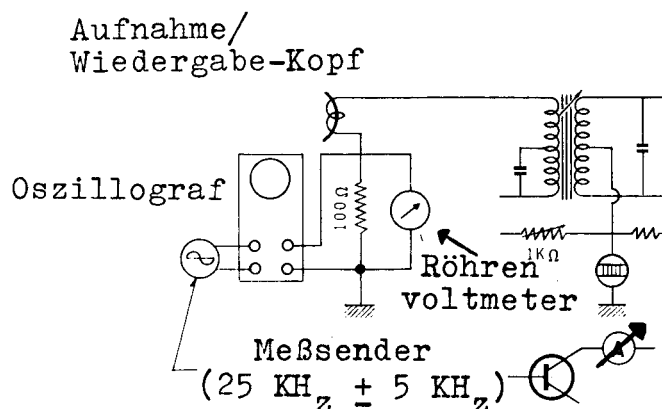 Aufnahme/
Wiedergabe-Kopf
Oszillograf
100Ω
1KΩ
Röhren
voltmeter
Meßsender
(25 KHz ± 5 KHz)